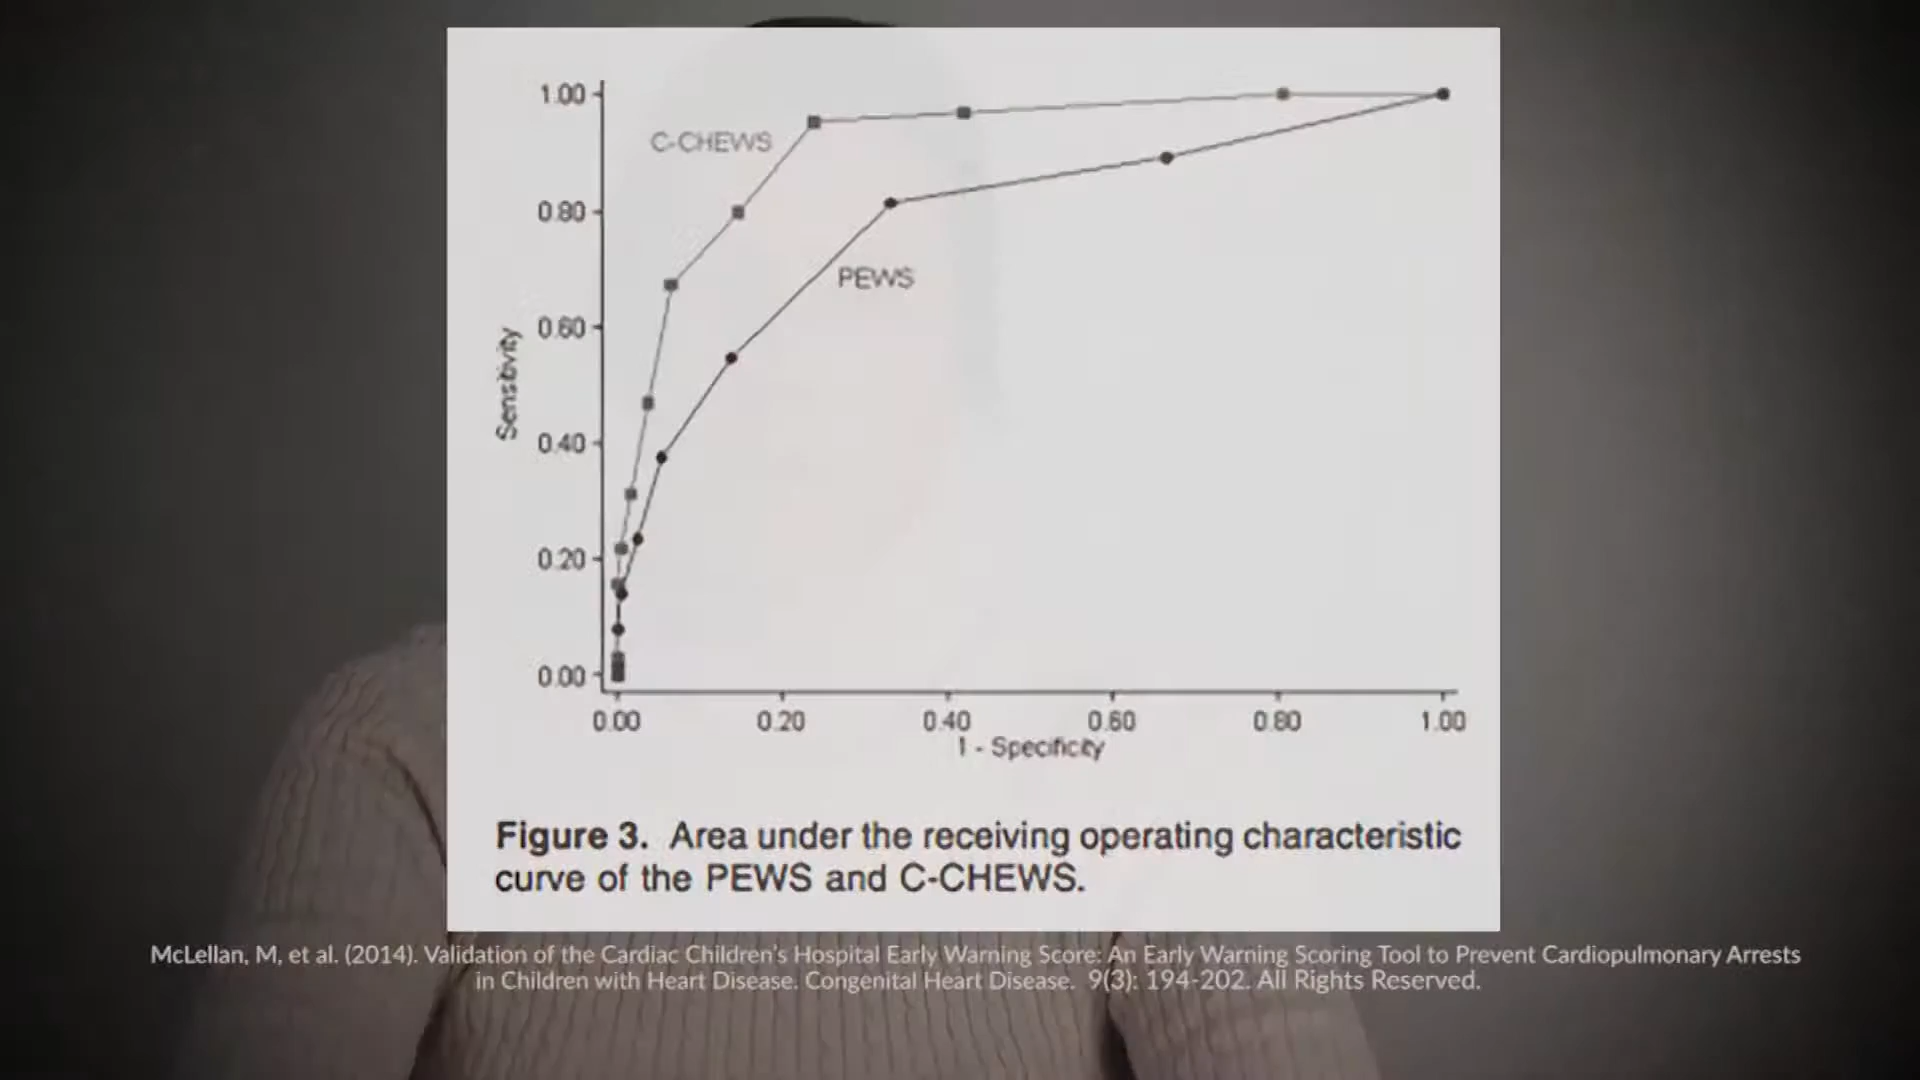 1.00
C-CHEWS
0.80
PEWS
0.60
Sensitivity
0.40
0.20
0.00
0.00 0.20 0.40 0.60 0.80 1.00
1 - Specificity
Figure 3. Area under the receiving operating characteristic
curve of the PEWS and C-CHEWS.
McLellan, M, et al. (2014). Validation of the Cardiac Children's Hospital Early Warning Score: An Early Warning Scoring Tool to Prevent Cardiopulmonary Arrests
in Children with Heart Disease. Congenital Heart Disease. 9(3): 194-202. All Rights Reserved.